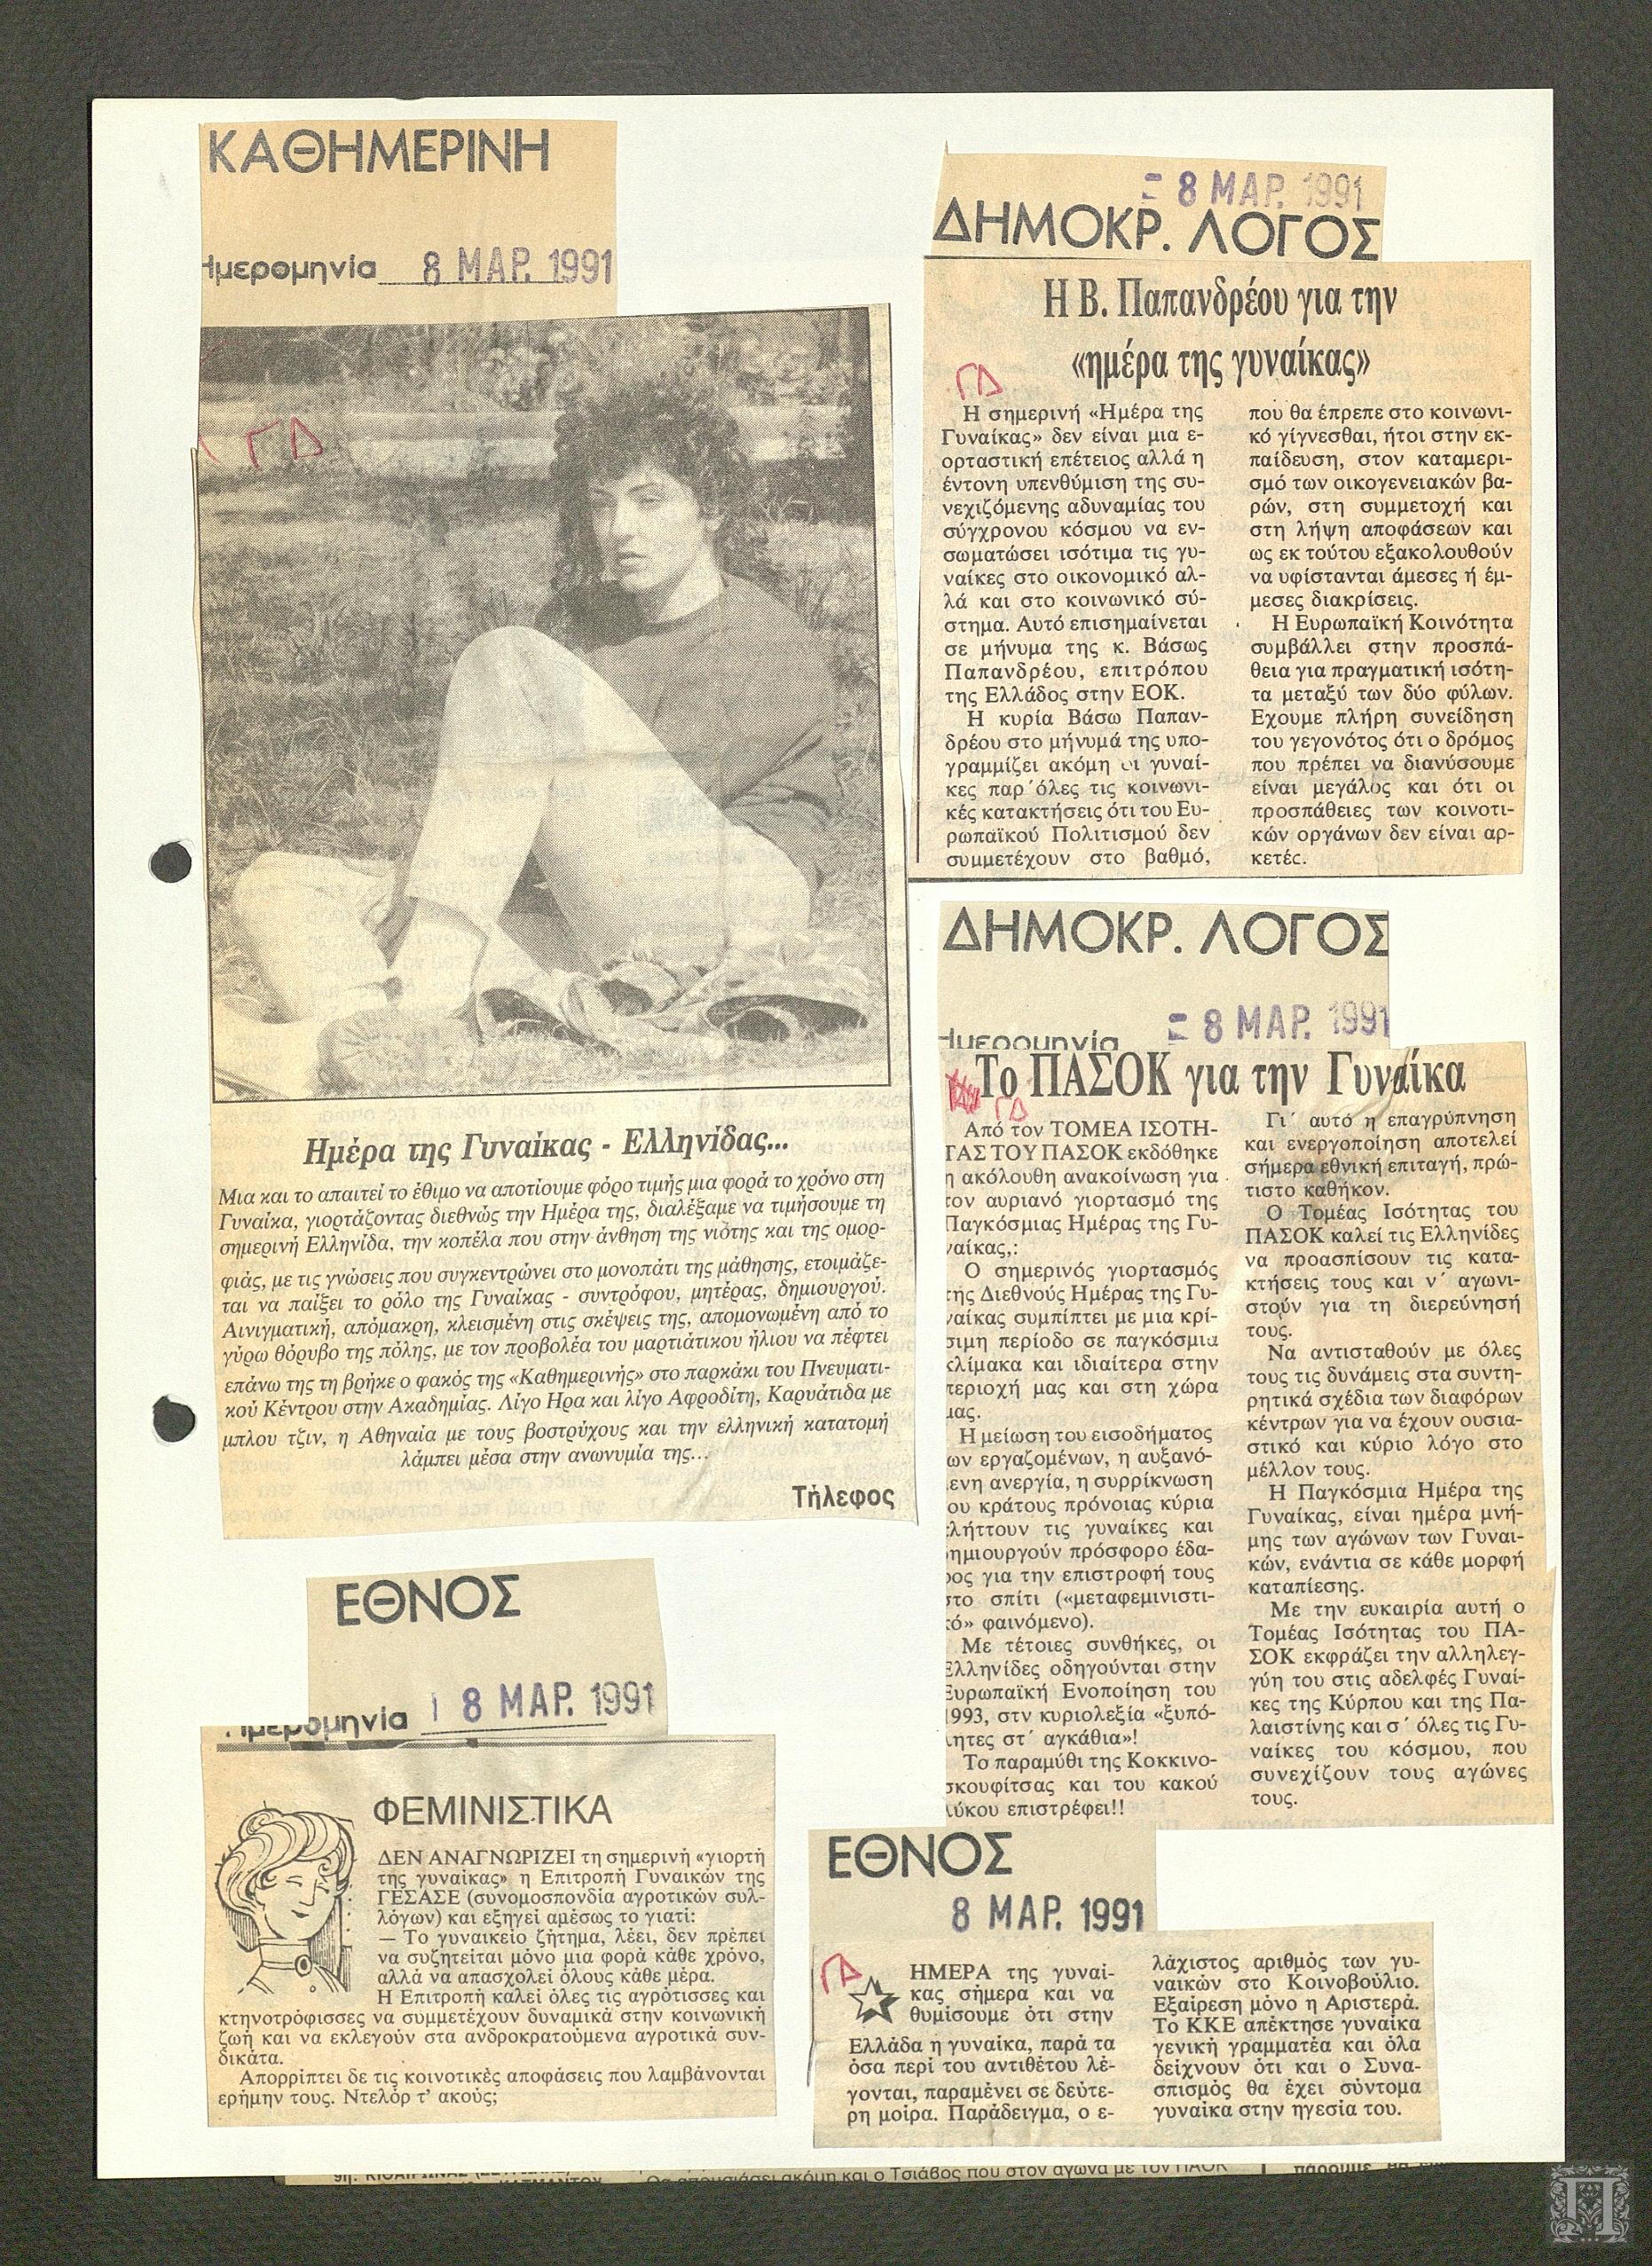 ΚΑΘΗΜΕΡΙΝΗ
Ημερομηνία 8 ΜΑΡ. 1991
ΓΔ
Ημέρα της Γυναίκας - Ελληνίδας...
Μια και το απαιτεί το έθιμο να αποτίουμε φόρο τιμής μια φορά το χρόνο στη
Γυναίκα, γιορτάζοντας διεθνώς την Ημέρα της, διαλέξαμε να τιμήσουμε τη
σημερινή Ελληνίδα, την κοπέλα που στην άνθηση της νιότης και της ομορ-
φιάς, με τις γνώσεις που συγκεντρώνει στο μονοπάτι της μάθησης, ετοιμάζε-
ται να παίξει το ρόλο της Γυναίκας - συντρόφου, μητέρας, δημιουργού.
Αινιγματική, απόμακρη, κλεισμένη στις σκέψεις της, απομονωμένη από το
γύρω θόρυβο της πόλης, με τον προβολέα του μαρτιάτικου ήλιου να πέφτει
επάνω της τη βρήκε ο φακός της «Καθημερινής» στο παρκάκι του Πνευματι-
κού Κέντρου στην Ακαδημίας. Λίγο Ηρα και λίγο Αφροδίτη, Καρυάτιδα με
μπλου τζιν, η Αθηναία με τους βοστρύχους και την ελληνική κατατομή
λάμπει μέσα στην ανωνυμία της...
Τήλεφος
ΕΘΝΟΣ
Ημερομηνία 8 ΜΑΡ. 1991
ΦΕΜΙΝΙΣΤΙΚΑ
ΔΕΝ ΑΝΑΓΝΩΡΙΖΕΙ τη σημερινή «γιορτή
της γυναίκας» η Επιτροπή Γυναικών της
ΓΕΣΑΣΕ (συνομοσπονδία αγροτικών συλ-
λόγων) και εξηγεί αμέσως το γιατί:
— Το γυναικείο ζήτημα, λέει, δεν πρέπει
να συζητείται μόνο μια φορά κάθε χρόνο,
αλλά να απασχολεί όλους κάθε μέρα.
Η Επιτροπή καλεί όλες τις αγρότισσες και
κτηνοτρόφισσες να συμμετέχουν δυναμικά στην κοινωνική
ζωή και να εκλεγούν στα ανδροκρατούμενα αγροτικά συν-
δικάτα.
Απορρίπτει δε τις κοινοτικές αποφάσεις που λαμβάνονται
ερήμην τους. Ντελόρ τ' ακούς;
8 ΜΑΡ. 1991
ΔΗΜΟΚΡ. ΛΟΓΟΣ
Η Β. Παπανδρέου για την
«ημέρα της γυναίκας»
ΓΔ
Η σημερινή «Ημέρα της
Γυναίκας» δεν είναι μια ε-
ορταστική επέτειος αλλά η
έντονη υπενθύμιση της συ-
νεχιζόμενης αδυναμίας του
σύγχρονου κόσμου να εν-
σωματώσει ισότιμα τις γυ-
ναίκες στο οικονομικό αλ-
λά και στο κοινωνικό σύ-
στημα. Αυτό επισημαίνεται
σε μήνυμα της κ. Βάσως
Παπανδρέου, επιτρόπου
της Ελλάδος στην ΕΟΚ.
Η κυρία Βάσω Παπαν-
δρέου στο μήνυμά της υπο-
γραμμίζει ακόμη οι γυναί-
κες παρ΄όλες τις κοινωνι-
κές κατακτήσεις ότι του Ευ-
ρωπαϊκού Πολιτισμού δεν
συμμετέχουν στο βαθμό,
που θα έπρεπε στο κοινωνι-
κό γίγνεσθαι, ήτοι στην εκ-
παίδευση, στον καταμερι-
σμό των οικογενειακών βα-
ρών, στη συμμετοχή και
στη λήψη αποφάσεων και
ως εκ τούτου εξακολουθούν
να υφίστανται άμεσες ή έμ-
μεσες διακρίσεις.
Η Ευρωπαϊκή Κοινότητα
συμβάλλει στην προσπά-
θεια για πραγματική ισότη-
τα μεταξύ των δύο φύλων.
Εχουμε πλήρη συνείδηση
του γεγονότος ότι ο δρόμος
που πρέπει να διανύσουμε
είναι μεγάλος και ότι οι
προσπάθειες των κοινοτι-
κών οργάνων δεν είναι αρ-
κετές.
ΔΗΜΟΚΡ. ΛΟΓΟΣ
Ημερομηνία 8 ΜΑΡ. 1991
Το ΠΑΣΟΚ για την Γυναίκα
ΓΔ
Από τον ΤΟΜΕΑ ΙΣΟΤΗ-
ΤΑΣ ΤΟΥ ΠΑΣΟΚ εκδόθηκε
η ακόλουθη ανακοίνωση για
τον αυριανό γιορτασμό της
Παγκόσμιας Ημέρας της Γυ-
ναίκας,:
Ο σημερινός γιορτασμός
της Διεθνούς Ημέρας της Γυ-
ναίκας συμπίπτει με μια κρί-
σιμη περίοδο σε παγκόσμια
κλίμακα και ιδιαίτερα στην
περιοχή μας και στη χώρα
μας.
Η μείωση του εισοδήματος
ων εργαζομένων, η αυξανό-
ενη ανεργία, η συρρίκνωση
ου κράτους πρόνοιας κύρια
λήττουν τις γυναίκες και
ημιουργούν πρόσφορο έδα-
ρος για την επιστροφή τους
το σπίτι («μεταφεμινιστι-
κό» φαινόμενο).
Με τέτοιες συνθήκες, οι
Ελληνίδες οδηγούνται στην
Ευρωπαϊκή Ενοποίηση του
1993, στν κυριολεξία «ξυπό-
λητες στ΄ αγκάθια»!
Το παραμύθι της Κοκκινο-
σκουφίτσας και του κακού
λύκου επιστρέφει!!
Γι΄ αυτό η επαγρύπνηση
και ενεργοποίηση αποτελεί
σήμερα εθνική επιταγή, πρώ-
τιστο καθήκον.
Ο Τομέας Ισότητας του
ΠΑΣΟΚ καλεί τις Ελληνίδες
να προασπίσουν τις κατα-
κτήσεις τους και ν΄ αγωνι-
στούν για τη διερεύνησή
τους.
Να αντισταθούν με όλες
τους τις δυνάμεις στα συντη-
ρητικά σχέδια των διαφόρων
κέντρων για να έχουν ουσια-
στικό και κύριο λόγο στο
μέλλον τους.
Η Παγκόσμια Ημέρα της
Γυναίκας, είναι ημέρα μνή-
μης των αγώνων των Γυναι-
κών, ενάντια σε κάθε μορφή
καταπίεσης.
Με την ευκαιρία αυτή ο
Τομέας Ισότητας του ΠΑ-
ΣΟΚ εκφράζει την αλληλεγ-
γύη του στις αδελφές Γυναί-
κες της Κύρπου και της Πα-
λαιστίνης και σ΄ όλες τις Γυ-
ναίκες του κόσμου, που
συνεχίζουν τους αγώνες
τους.
ΕΘΝΟΣ
8 ΜΑΡ. 1991
ΓΔ
ΗΜΕΡΑ της γυναί-
κας σήμερα και να
θυμίσουμε ότι στην
Ελλάδα η γυναίκα, παρά τα
όσα περί του αντιθέτου λέ-
γονται, παραμένει σε δεύτε-
ρη μοίρα. Παράδειγμα, ο ε-
λάχιστος αριθμός των γυ-
ναικών στο Κοινοβούλιο.
Εξαίρεση μόνο η Αριστερά.
Το ΚΚΕ απέκτησε γυναίκα
γενική γραμματέα και όλα
δείχνουν ότι και ο Συνα-
σπισμός θα έχει σύντομα
γυναίκα στην ηγεσία του.
ακόμη και ο Τσιάβος που στον αγώνα με τον ΠΑΟΚ